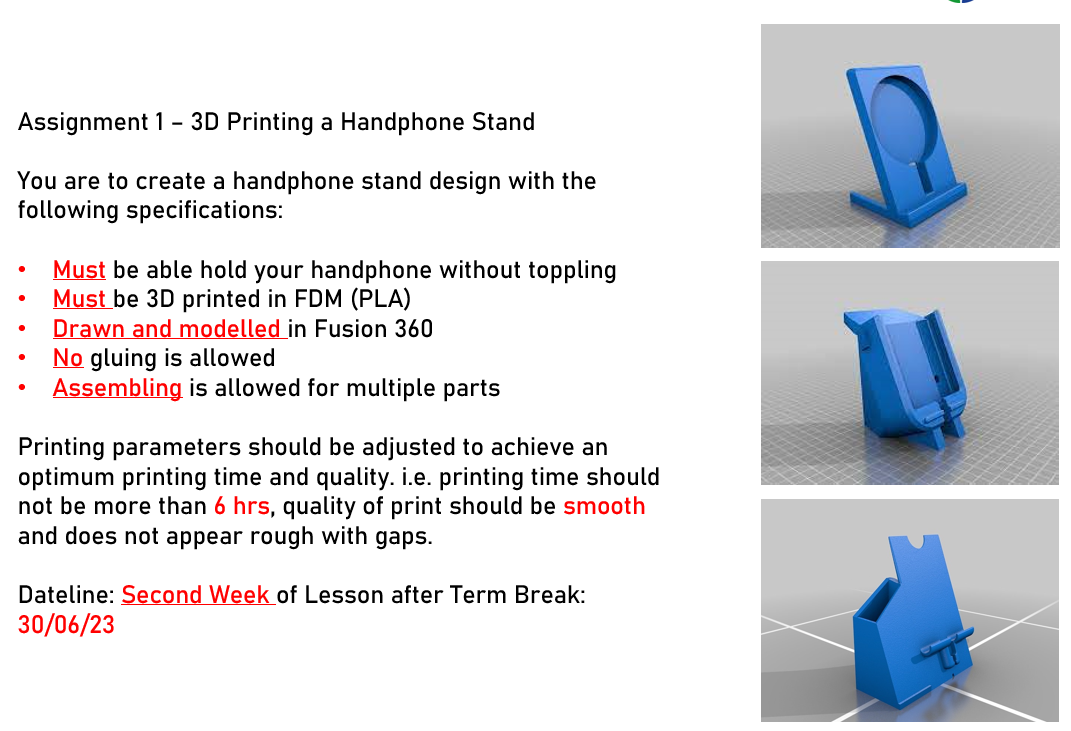 Assignment 1 – 3D Printing a Handphone Stand
You are to create a handphone stand design with the
following specifications:
• Must be able hold your handphone without toppling
• Must be 3D printed in FDM (PLA)
• Drawn and modelled in Fusion 360
• No gluing is allowed
• Assembling is allowed for multiple parts
Printing parameters should be adjusted to achieve an
optimum printing time and quality. i.e. printing time should
not be more than 6 hrs, quality of print should be smooth
and does not appear rough with gaps.
Dateline: Second Week of Lesson after Term Break:
30/06/23